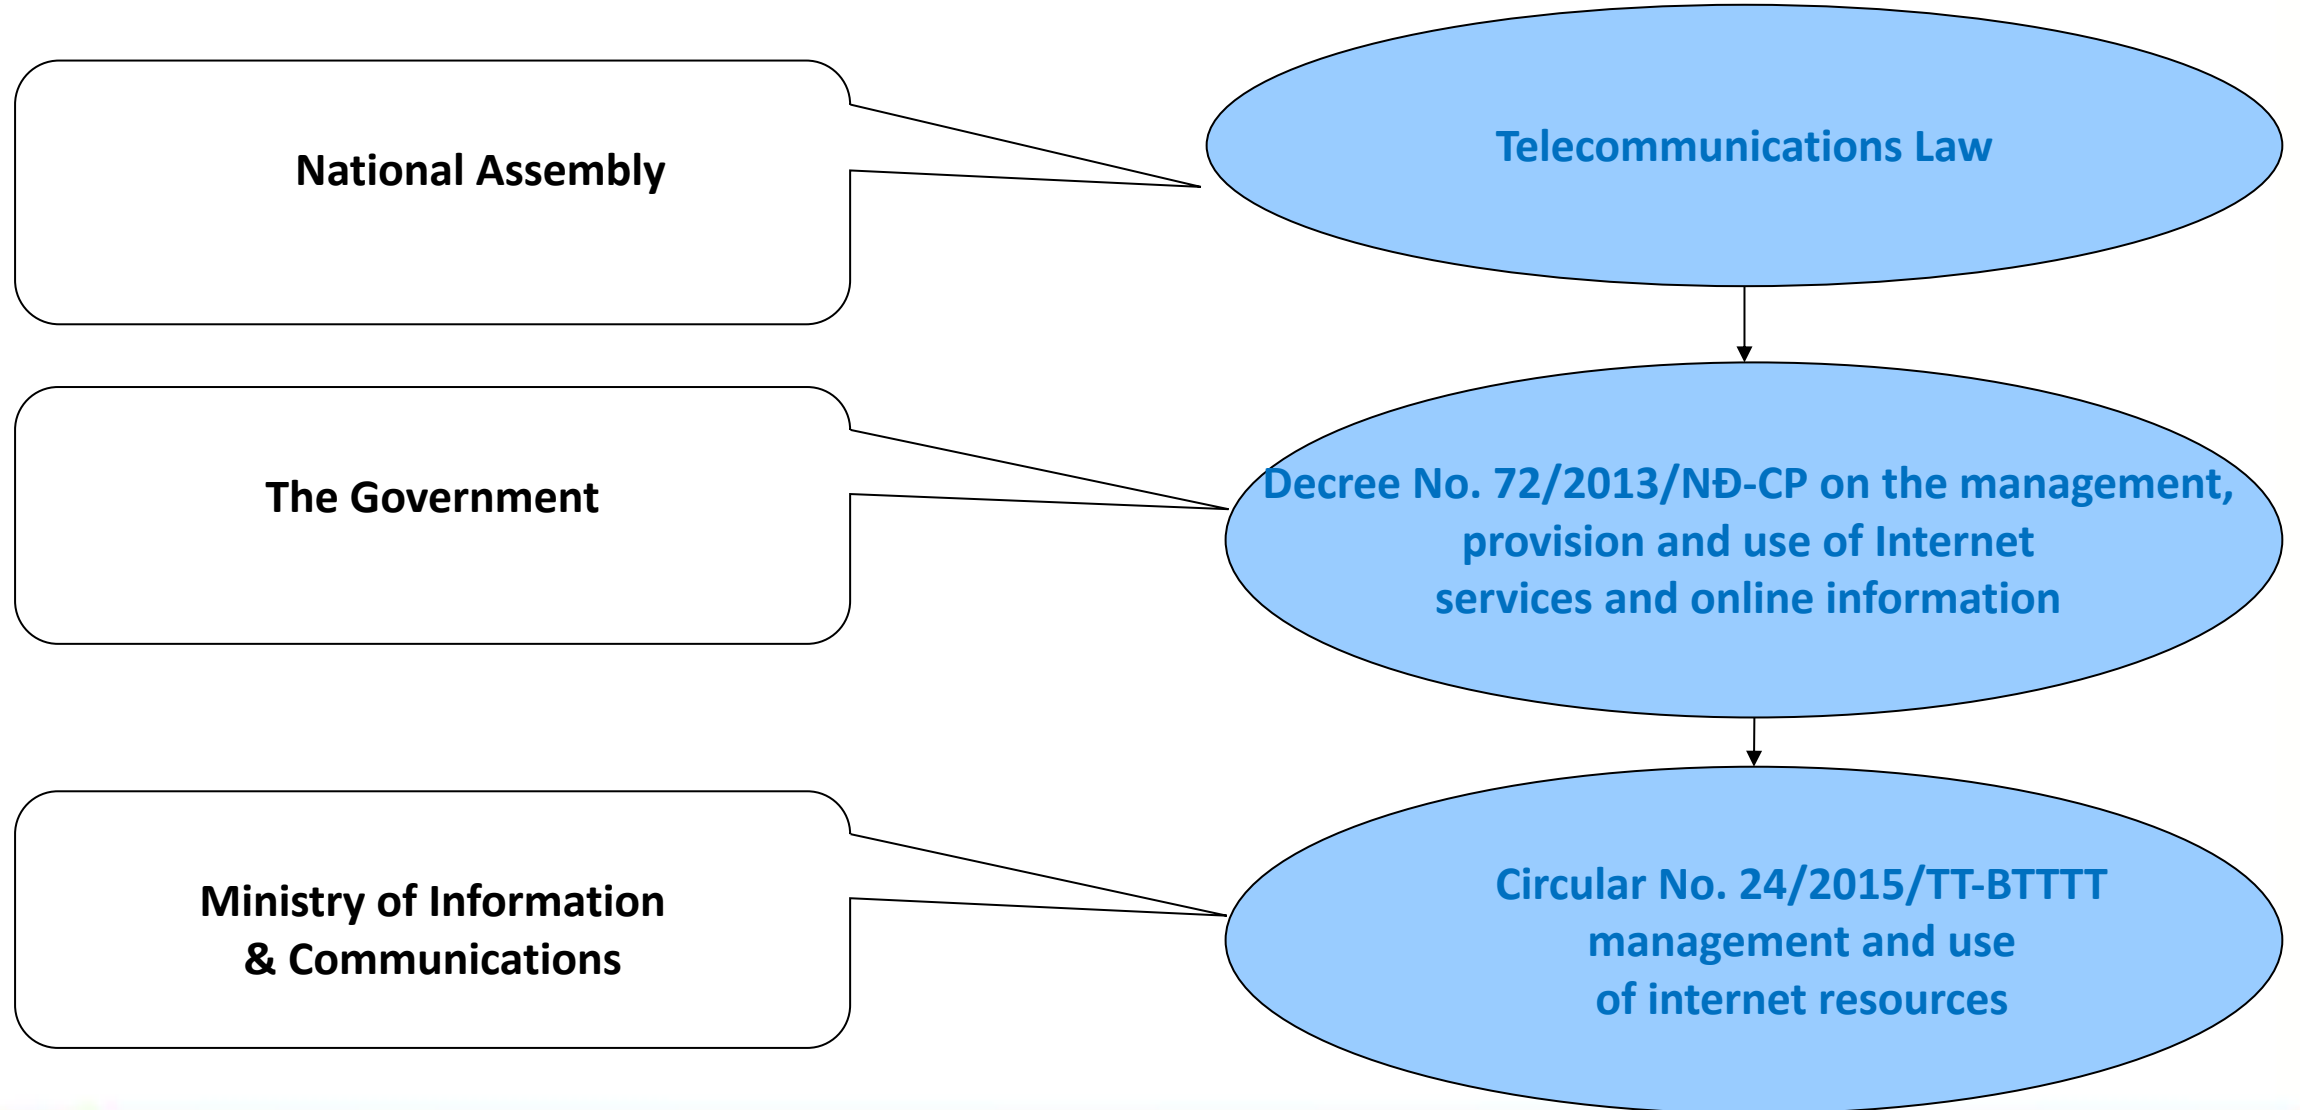 National Assembly
Telecommunications Law
The Government
Decree No. 72/2013/NĐ-CP on the management,
provision and use of Internet
services and online information
Ministry of Information
& Communications
Circular No. 24/2015/TT-BTTTT
management and use
of internet resources